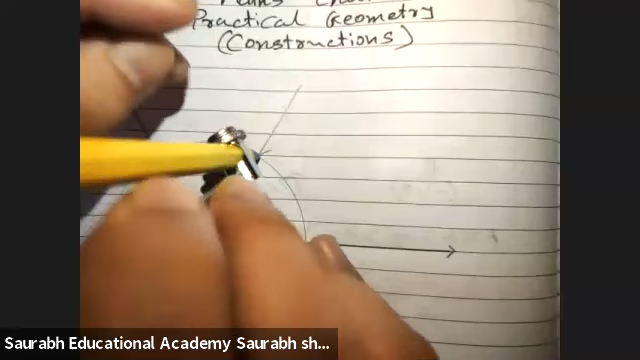 Practical Geometry
(Constructions)
Saurabh Educational Academy Saurabh sh...